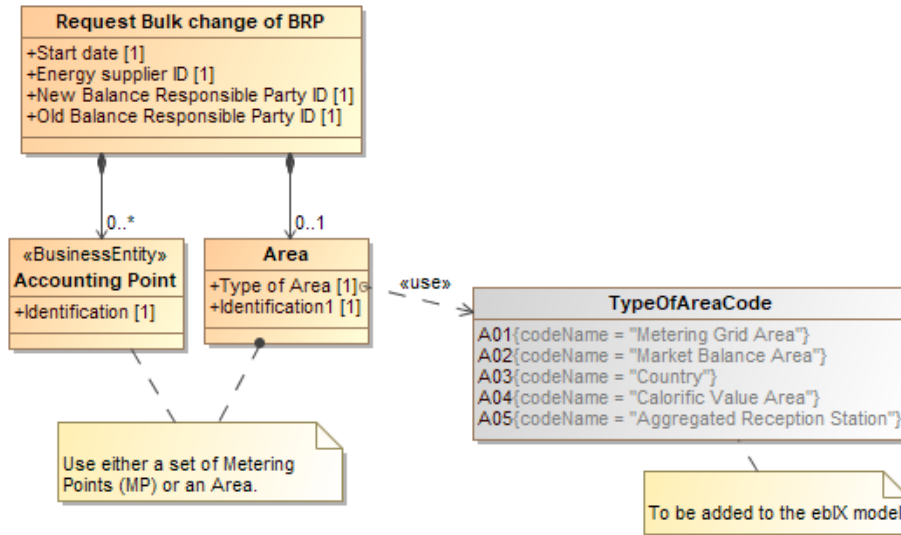 Request Bulk change of BRP
+Start date [1]
+Energy supplier ID [1]
+New Balance Responsible Party ID [1]
+Old Balance Responsible Party ID [1]
0..*
0..1
«BusinessEntity»
Accounting Point
+Identification [1]
Area
+Type of Area [1]
+Identification1 [1]
«use»
TypeOfAreaCode
A01{codeName = "Metering Grid Area"}
A02{codeName = "Market Balance Area"}
A03{codeName = "Country"}
A04{codeName = "Calorific Value Area"}
A05{codeName = "Aggregated Reception Station"}
Use either a set of Metering
Points (MP) or an Area.
To be added to the ebIX model